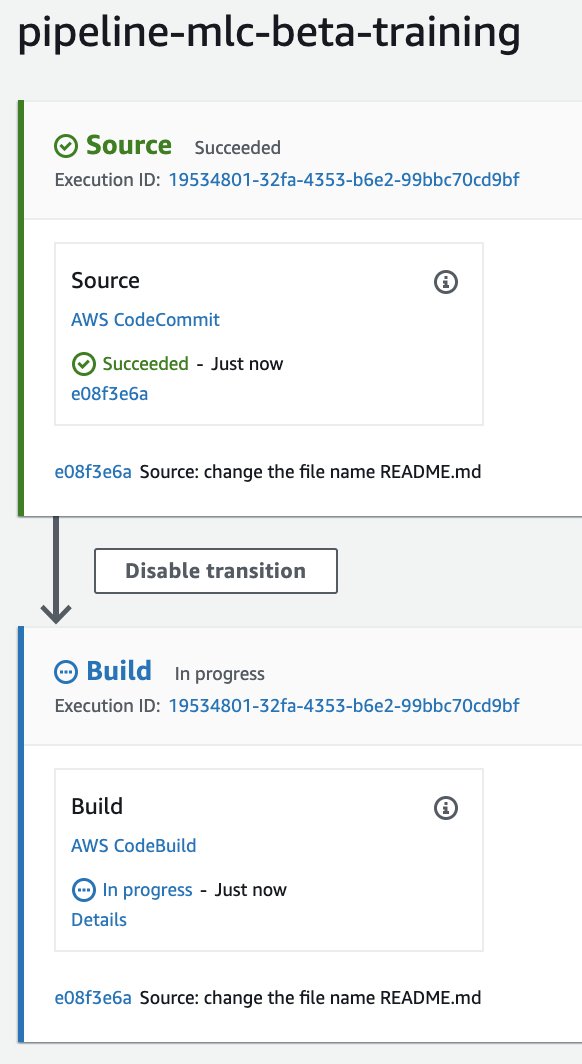 pipeline-mlc-beta-training
Source Succeeded
Execution ID: 19534801-32fa-4353-b6e2-99bbc70cd9bf
Source
AWS CodeCommit
Succeeded - Just now
e08f3e6a
e08f3e6a Source: change the file name README.md
Disable transition
Build In progress
Execution ID: 19534801-32fa-4353-b6e2-99bbc70cd9bf
Build
AWS CodeBuild
In progress - Just now
Details
e08f3e6a Source: change the file name README.md